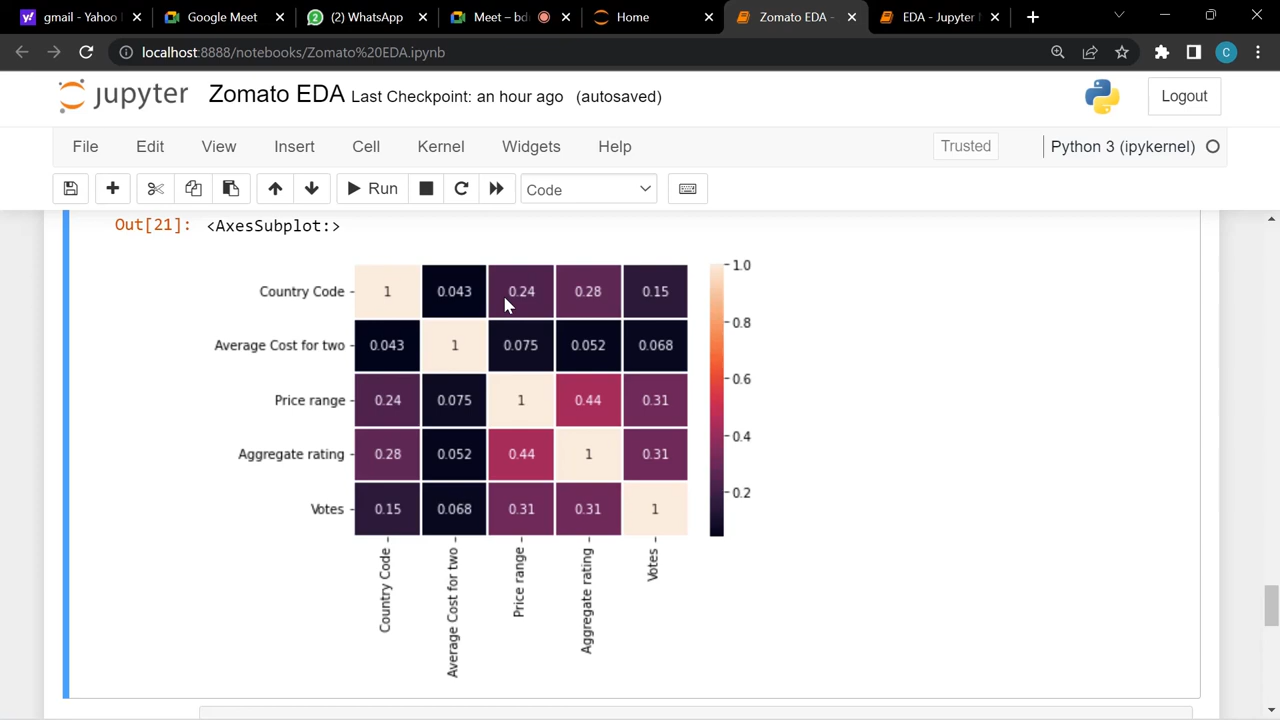 gmail - Yahoo
Google Meet
(2) WhatsApp
Meet – bd
Home
Zomato EDA -
EDA - Jupyter
localhost:8888/notebooks/Zomato%20EDA.ipynb
C
jupyter Zomato EDA Last Checkpoint: an hour ago (autosaved)
Logout
File Edit View Insert Cell Kernel Widgets Help
Trusted
Python 3 (ipykernel)
Run
Code
Out[21]: <AxesSubplot:>
Country Code 1 0.043 0.24 0.28 0.15
Average Cost for two 0.043 1 0.075 0.052 0.068
Price range 0.24 0.075 1 0.44 0.31
Aggregate rating 0.28 0.052 0.44 1 0.31
Votes 0.15 0.068 0.31 0.31 1
1.0
0.8
0.6
0.4
0.2
Country Code
Average Cost for two
Price range
Aggregate rating
Votes